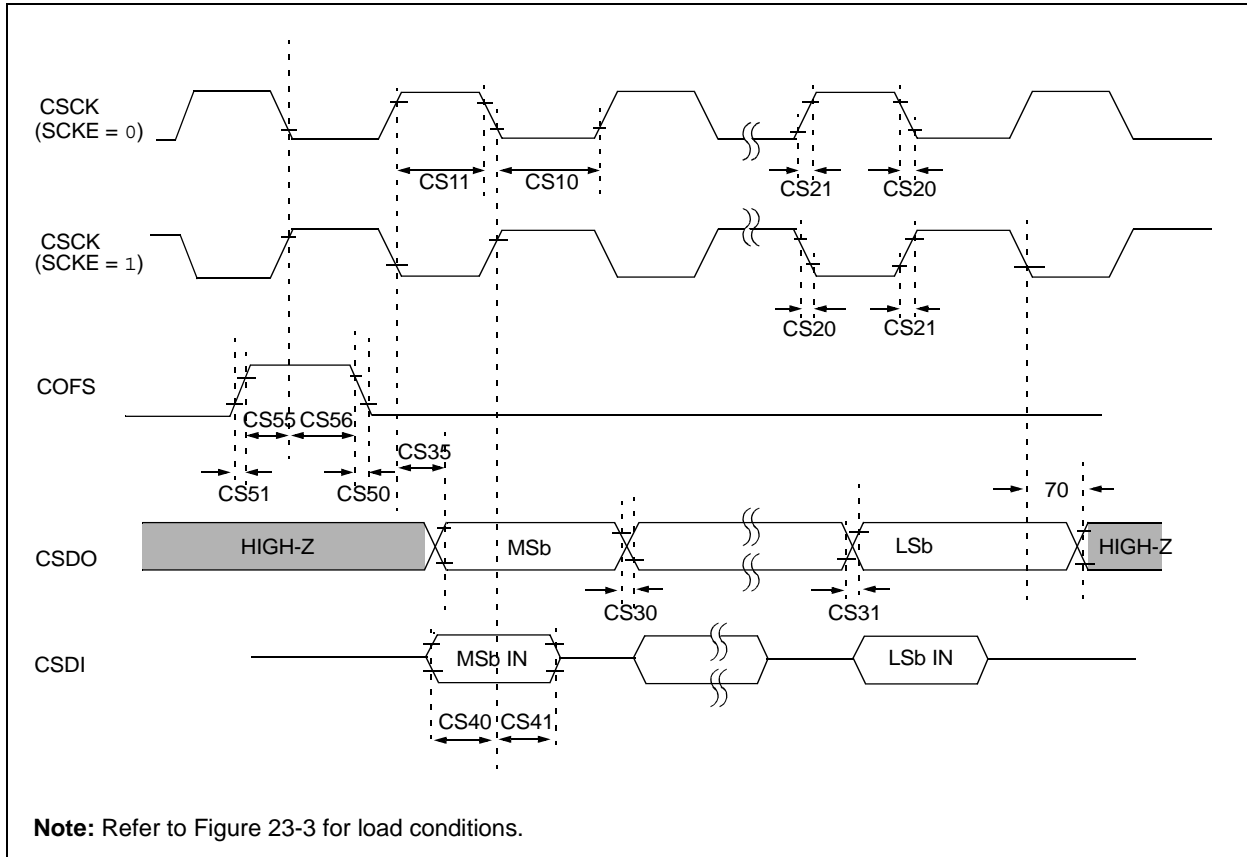 CSCK
(SCKE = 0)
CS11 CS10 CS21 CS20
CSCK
(SCKE = 1)
CS20 CS21
COFS
CS55 CS56
CS35
CS51 CS50
70
CSDO HIGH-Z MSb LSb HIGH-Z
CS30 CS31
CSDI MSb IN LSb IN
CS40 CS41
Note: Refer to Figure 23-3 for load conditions.